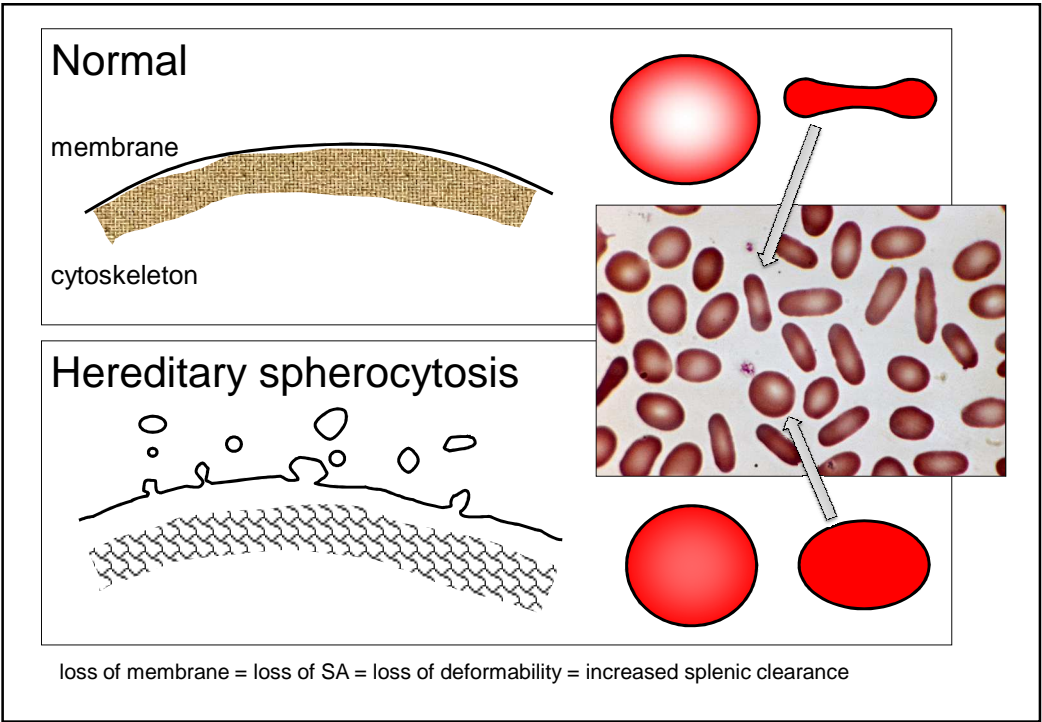 Normal
membrane
cytoskeleton
Hereditary spherocytosis
loss of membrane = loss of SA = loss of deformability = increased splenic clearance